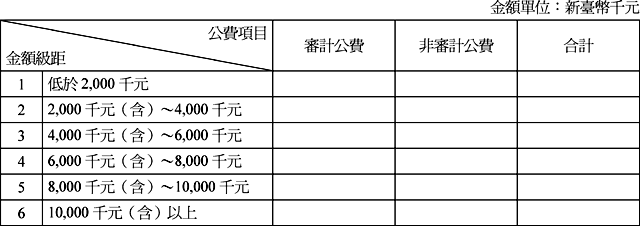 金額單位：新臺幣千元
公費項目
金額級距
審計公費 非審計公費 合計
1 低於 2,000 千元
2 2,000 千元（含）～4,000 千元
3 4,000 千元（含）～6,000 千元
4 6,000 千元（含）～8,000 千元
5 8,000 千元（含）～10,000 千元
6 10,000 千元（含）以上